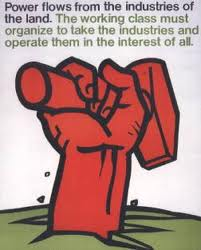 Power flows from the industries of
the land. The working class must
organize to take the industries and
operate them in the interest of all.